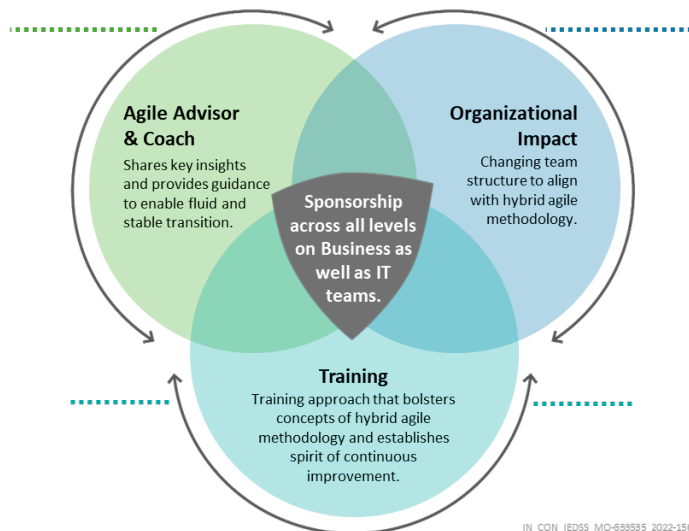 Agile Advisor
& Coach
Shares key insights
and provides guidance
to enable fluid and
stable transition.
Organizational
Impact
Changing team
structure to align
with hybrid agile
methodology.
Sponsorship
across all levels
on Business as
well as IT
teams.
Training
Training approach that bolsters
concepts of hybrid agile
methodology and establishes
spirit of continuous
improvement.